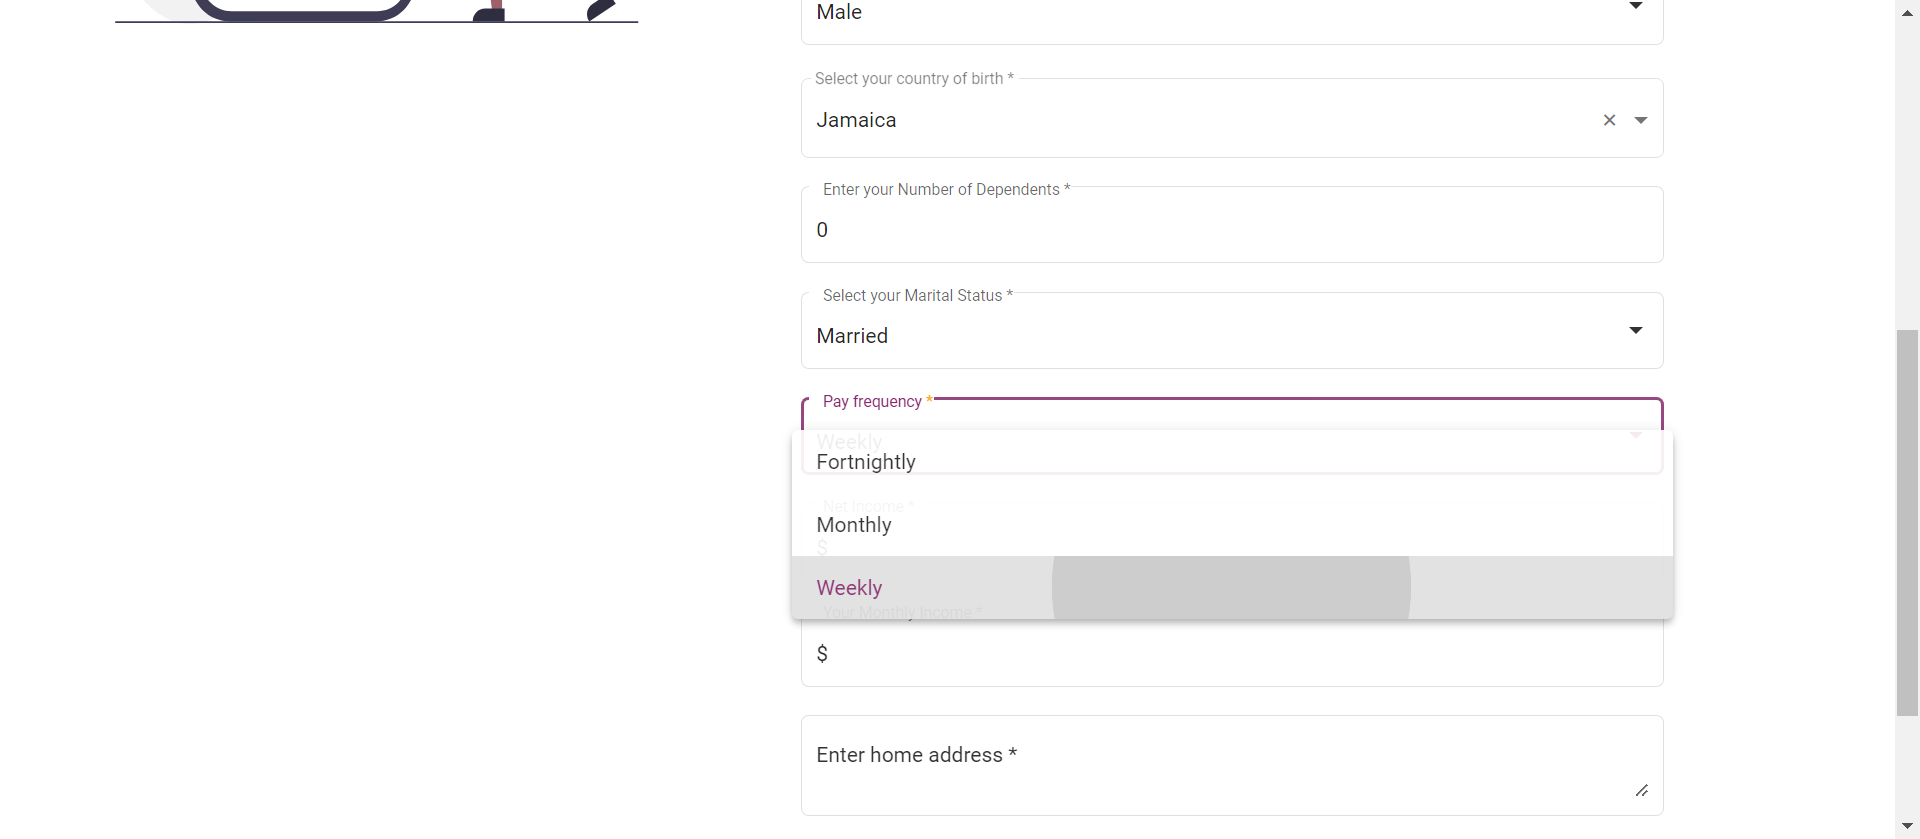 Male
Select your country of birth *
Jamaica
Enter your Number of Dependents *
0
Select your Marital Status *
Married
Pay frequency *
Weekly
Fortnightly
Net Income *
Monthly
$
Weekly
Your Monthly Income *
$
Enter home address *